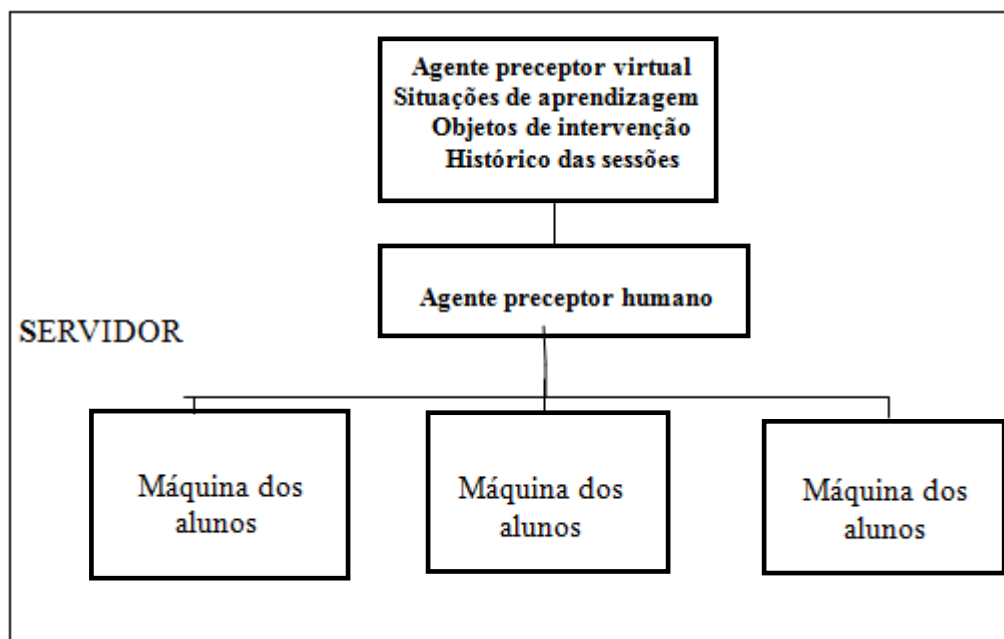 Agente preceptor virtual
Situações de aprendizagem
Objetos de intervenção
Histórico das sessões
Agente preceptor humano
SERVIDOR
Máquina dos
alunos
Máquina dos
alunos
Máquina dos
alunos